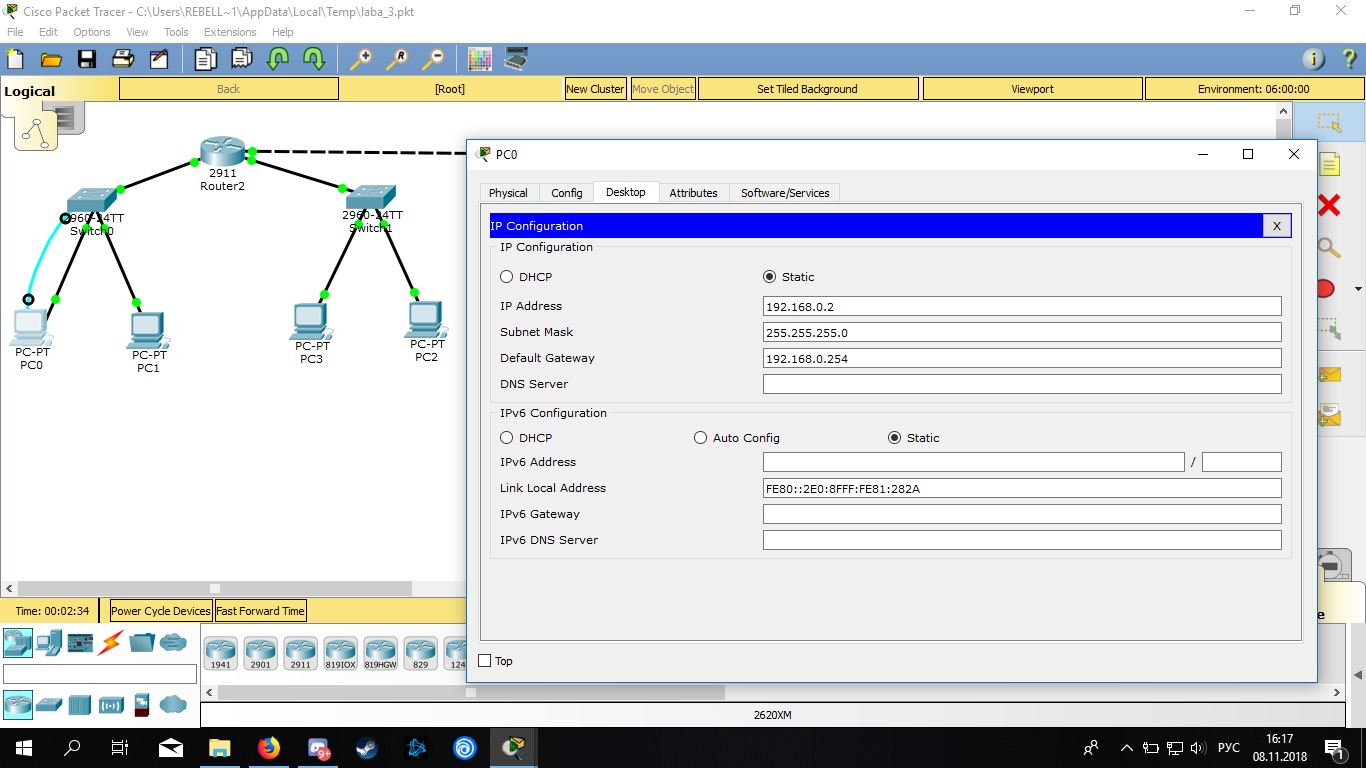 Cisco Packet Tracer - C:\Users\REBELL~1\AppData\Local\Temp\laba_3.pkt
File Edit Options View Tools Extensions Help
Logical
Back
[Root]
New Cluster
Move Object
Set Tiled Background
Viewport
Environment: 06:00:00
2911
Router2
2960-24TT
Switch0
2960-24TT
Switch1
PC-PT
PC0
PC-PT
PC1
PC-PT
PC3
PC-PT
PC2
PC0
Physical Config Desktop Attributes Software/Services
IP Configuration
X
IP Configuration
DHCP
Static
IP Address
192.168.0.2
Subnet Mask
255.255.255.0
Default Gateway
192.168.0.254
DNS Server
IPv6 Configuration
DHCP
Auto Config
Static
IPv6 Address
/
Link Local Address
FE80::2E0:8FFF:FE81:282A
IPv6 Gateway
IPv6 DNS Server
Top
Time: 00:02:34
Power Cycle Devices
Fast Forward Time
1941
2901
2911
819IOX
819HGW
829
124
2620XM
РУС
16:17
08.11.2018
9+
1